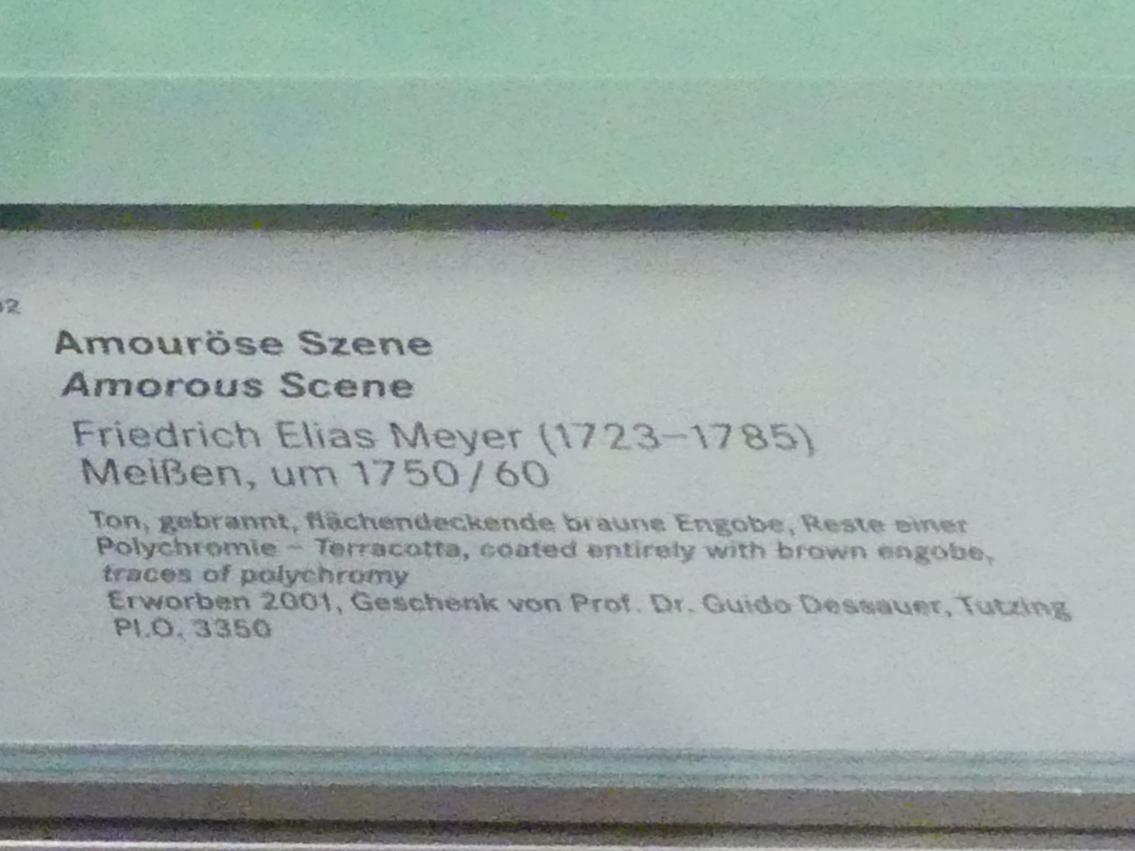 Amouröse Szene
Amorous Scene
Friedrich Elias Meyer (1723–1785)
Meißen, um 1750/60
Ton, gebrannt, flächendeckende braune Engobe, Reste einer
Polychromie – Terracotta, coated entirely with brown engobe,
traces of polychromy
Erworben 2001, Geschenk von Prof. Dr. Guido Dessauer, Tutzing
Pl.O. 3350